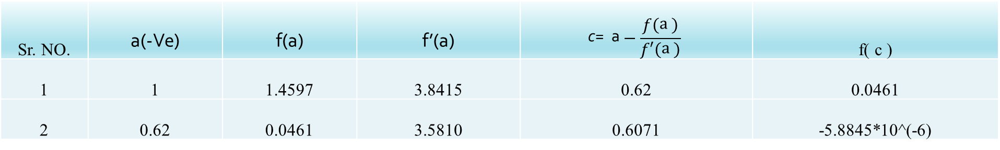 Sr. NO. a(-Ve) f(a) f′(a) c= a − f(a) / f′(a) f( c )
1 1 1.4597 3.8415 0.62 0.0461
2 0.62 0.0461 3.5810 0.6071 -5.8845*10^(-6)